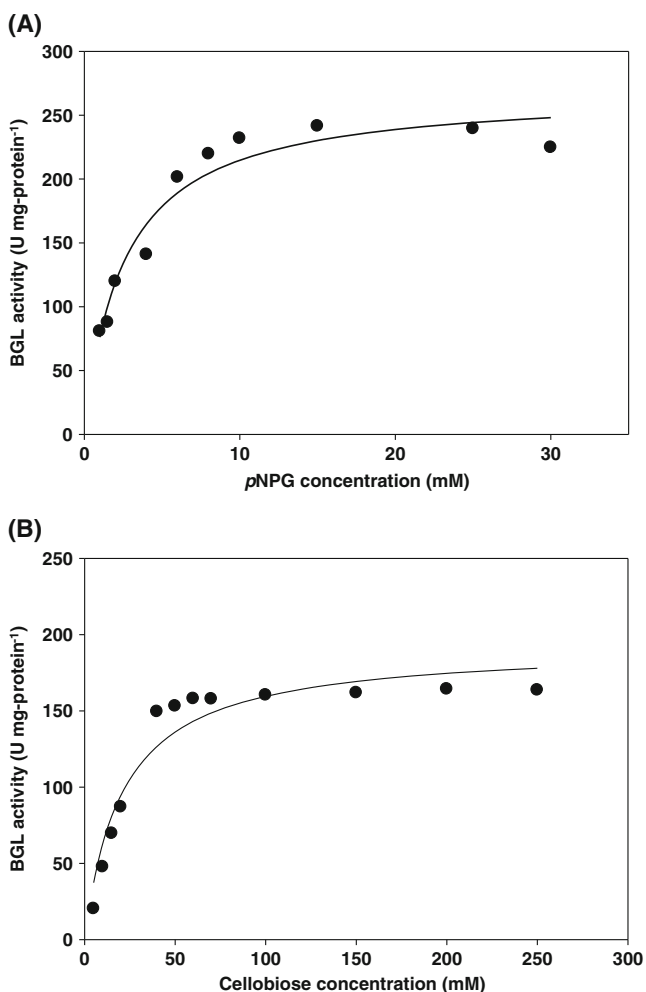 (A)
300
250
200
150
100
50
0
BGL activity (U mg-protein⁻¹)
0 10 20 30
pNPG concentration (mM)
(B)
250
200
150
100
50
0
BGL activity (U mg-protein⁻¹)
0 50 100 150 200 250 300
Cellobiose concentration (mM)